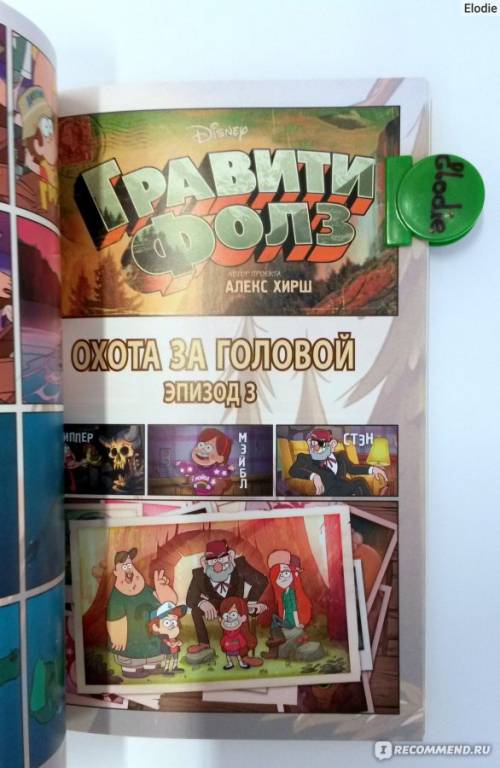 Elodie
Disney
ГРАВИТИ
ФОЛЗ
АВТОР ПРОЕКТА
АЛЕКС ХИРШ
Elodie
ОХОТА ЗА ГОЛОВОЙ
ЭПИЗОД 3
ИППЕР
МЭЙБЛ
СТЭН
I RECOMMEND.RU